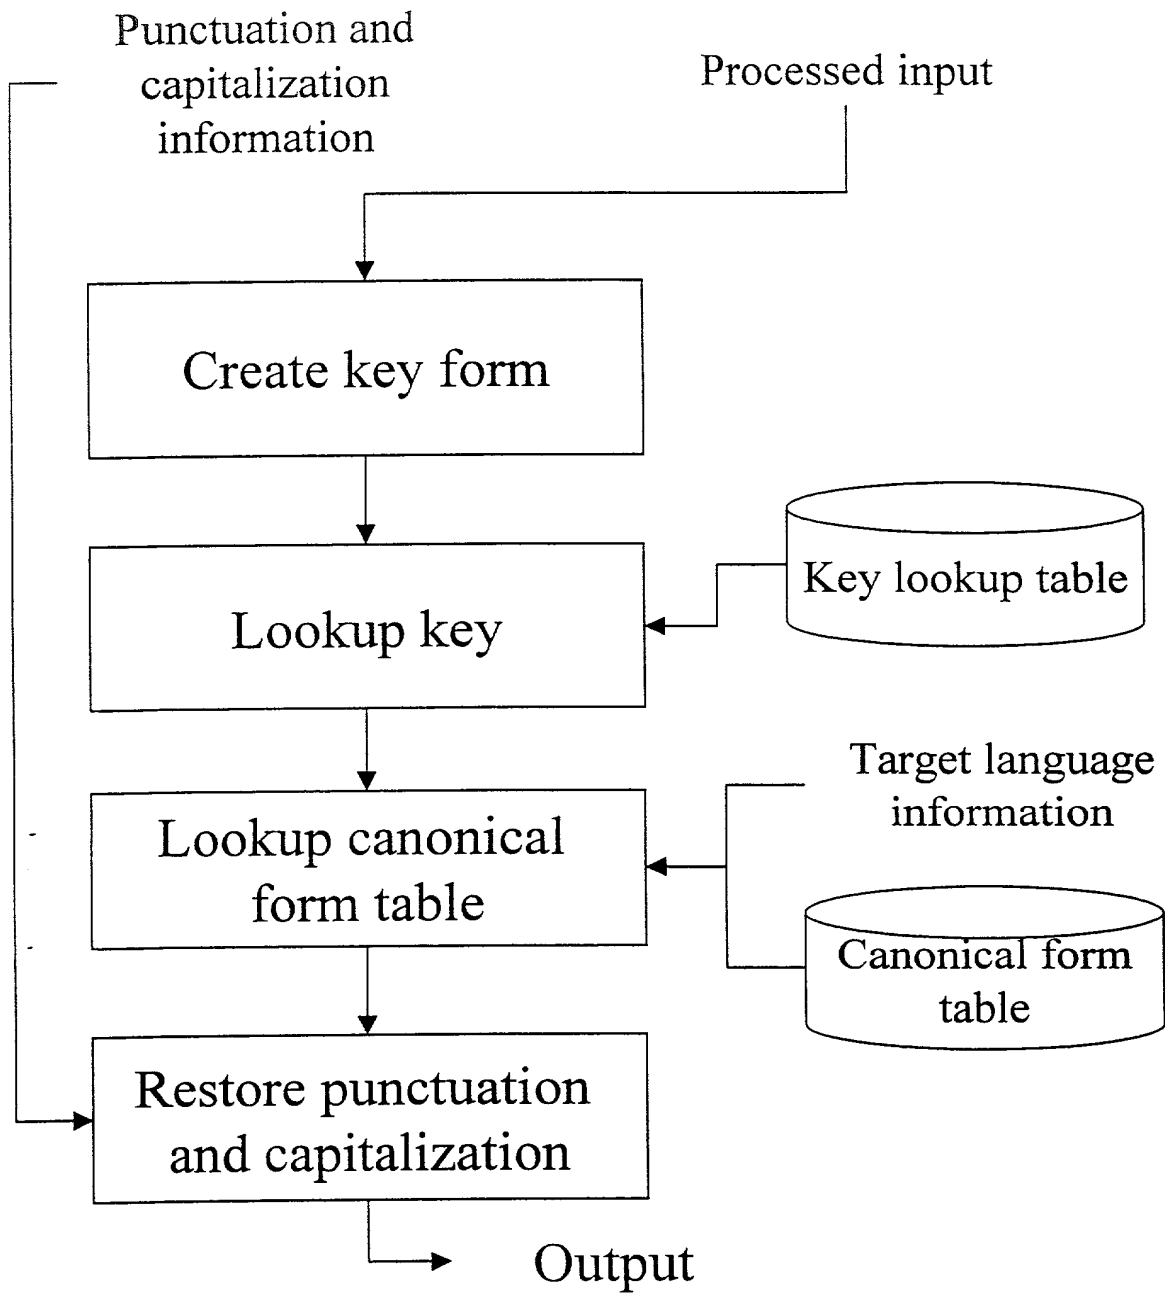 Punctuation and
capitalization
information
Processed input
Create key form
Key lookup table
Lookup key
Target language
information
Lookup canonical
form table
Canonical form
table
Restore punctuation
and capitalization
Output